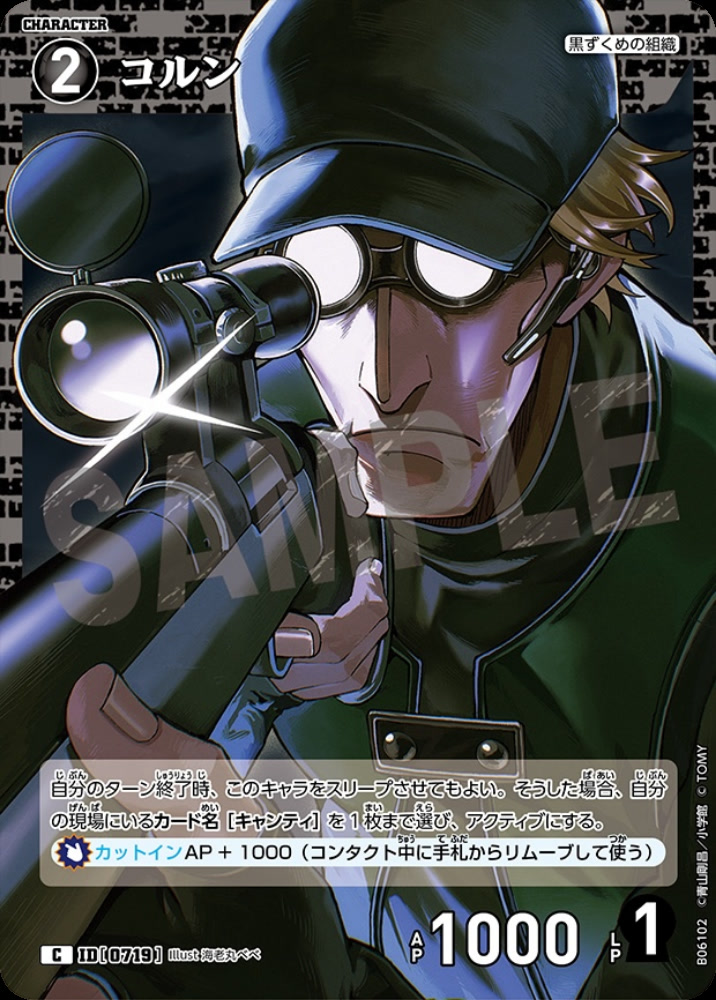 CHARACTER
2 コルン
黒ずくめの組織
SAMPLE
自分のターン終了時、このキャラをスリープさせてもよい。そうした場合、自分
の現場にいるカード名［キャンティ］を１枚まで選び、アクティブにする。
カットイン AP + 1000（コンタクト中に手札からリムーブして使う）
C ID[0719] Illust 海老丸ぺぺ
AP 1000 LP 1
B06102 ©青山剛昌／小学館 © TOMY